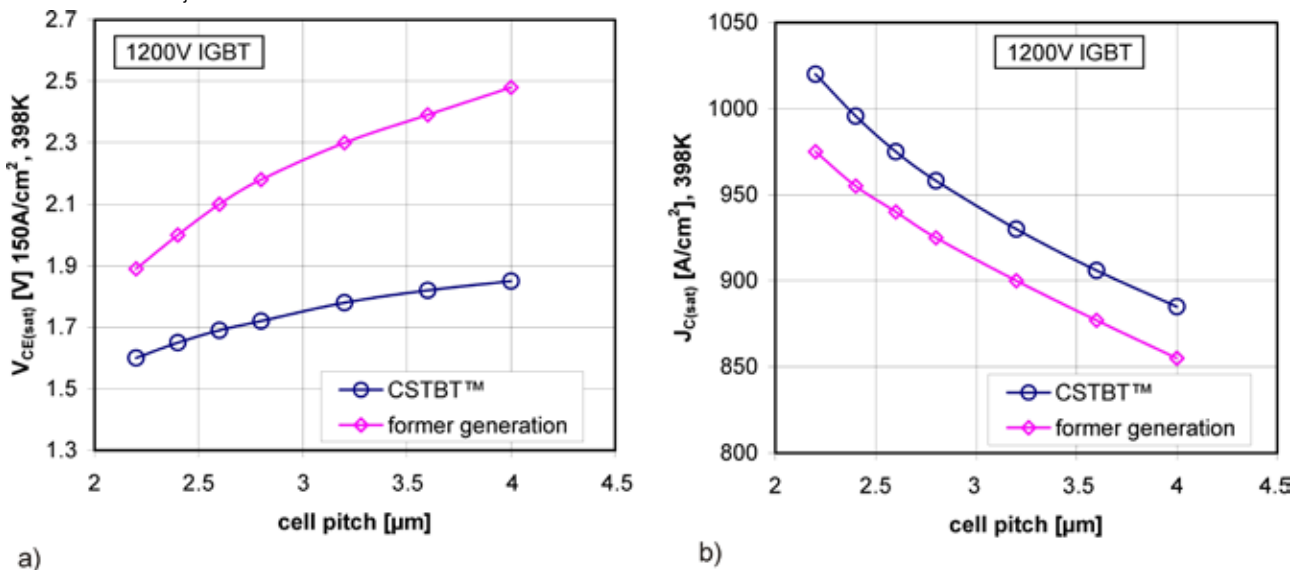 2.7
2.5
2.3
2.1
1.9
1.7
1.5
1.3
V_CE(sat) [V] 150A/cm², 398K
1200V IGBT
CSTBT™
former generation
2 2.5 3 3.5 4 4.5
cell pitch [µm]
a)
1050
1000
950
900
850
800
J_C(sat) [A/cm²], 398K
1200V IGBT
CSTBT™
former generation
2 2.5 3 3.5 4 4.5
cell pitch [µm]
b)